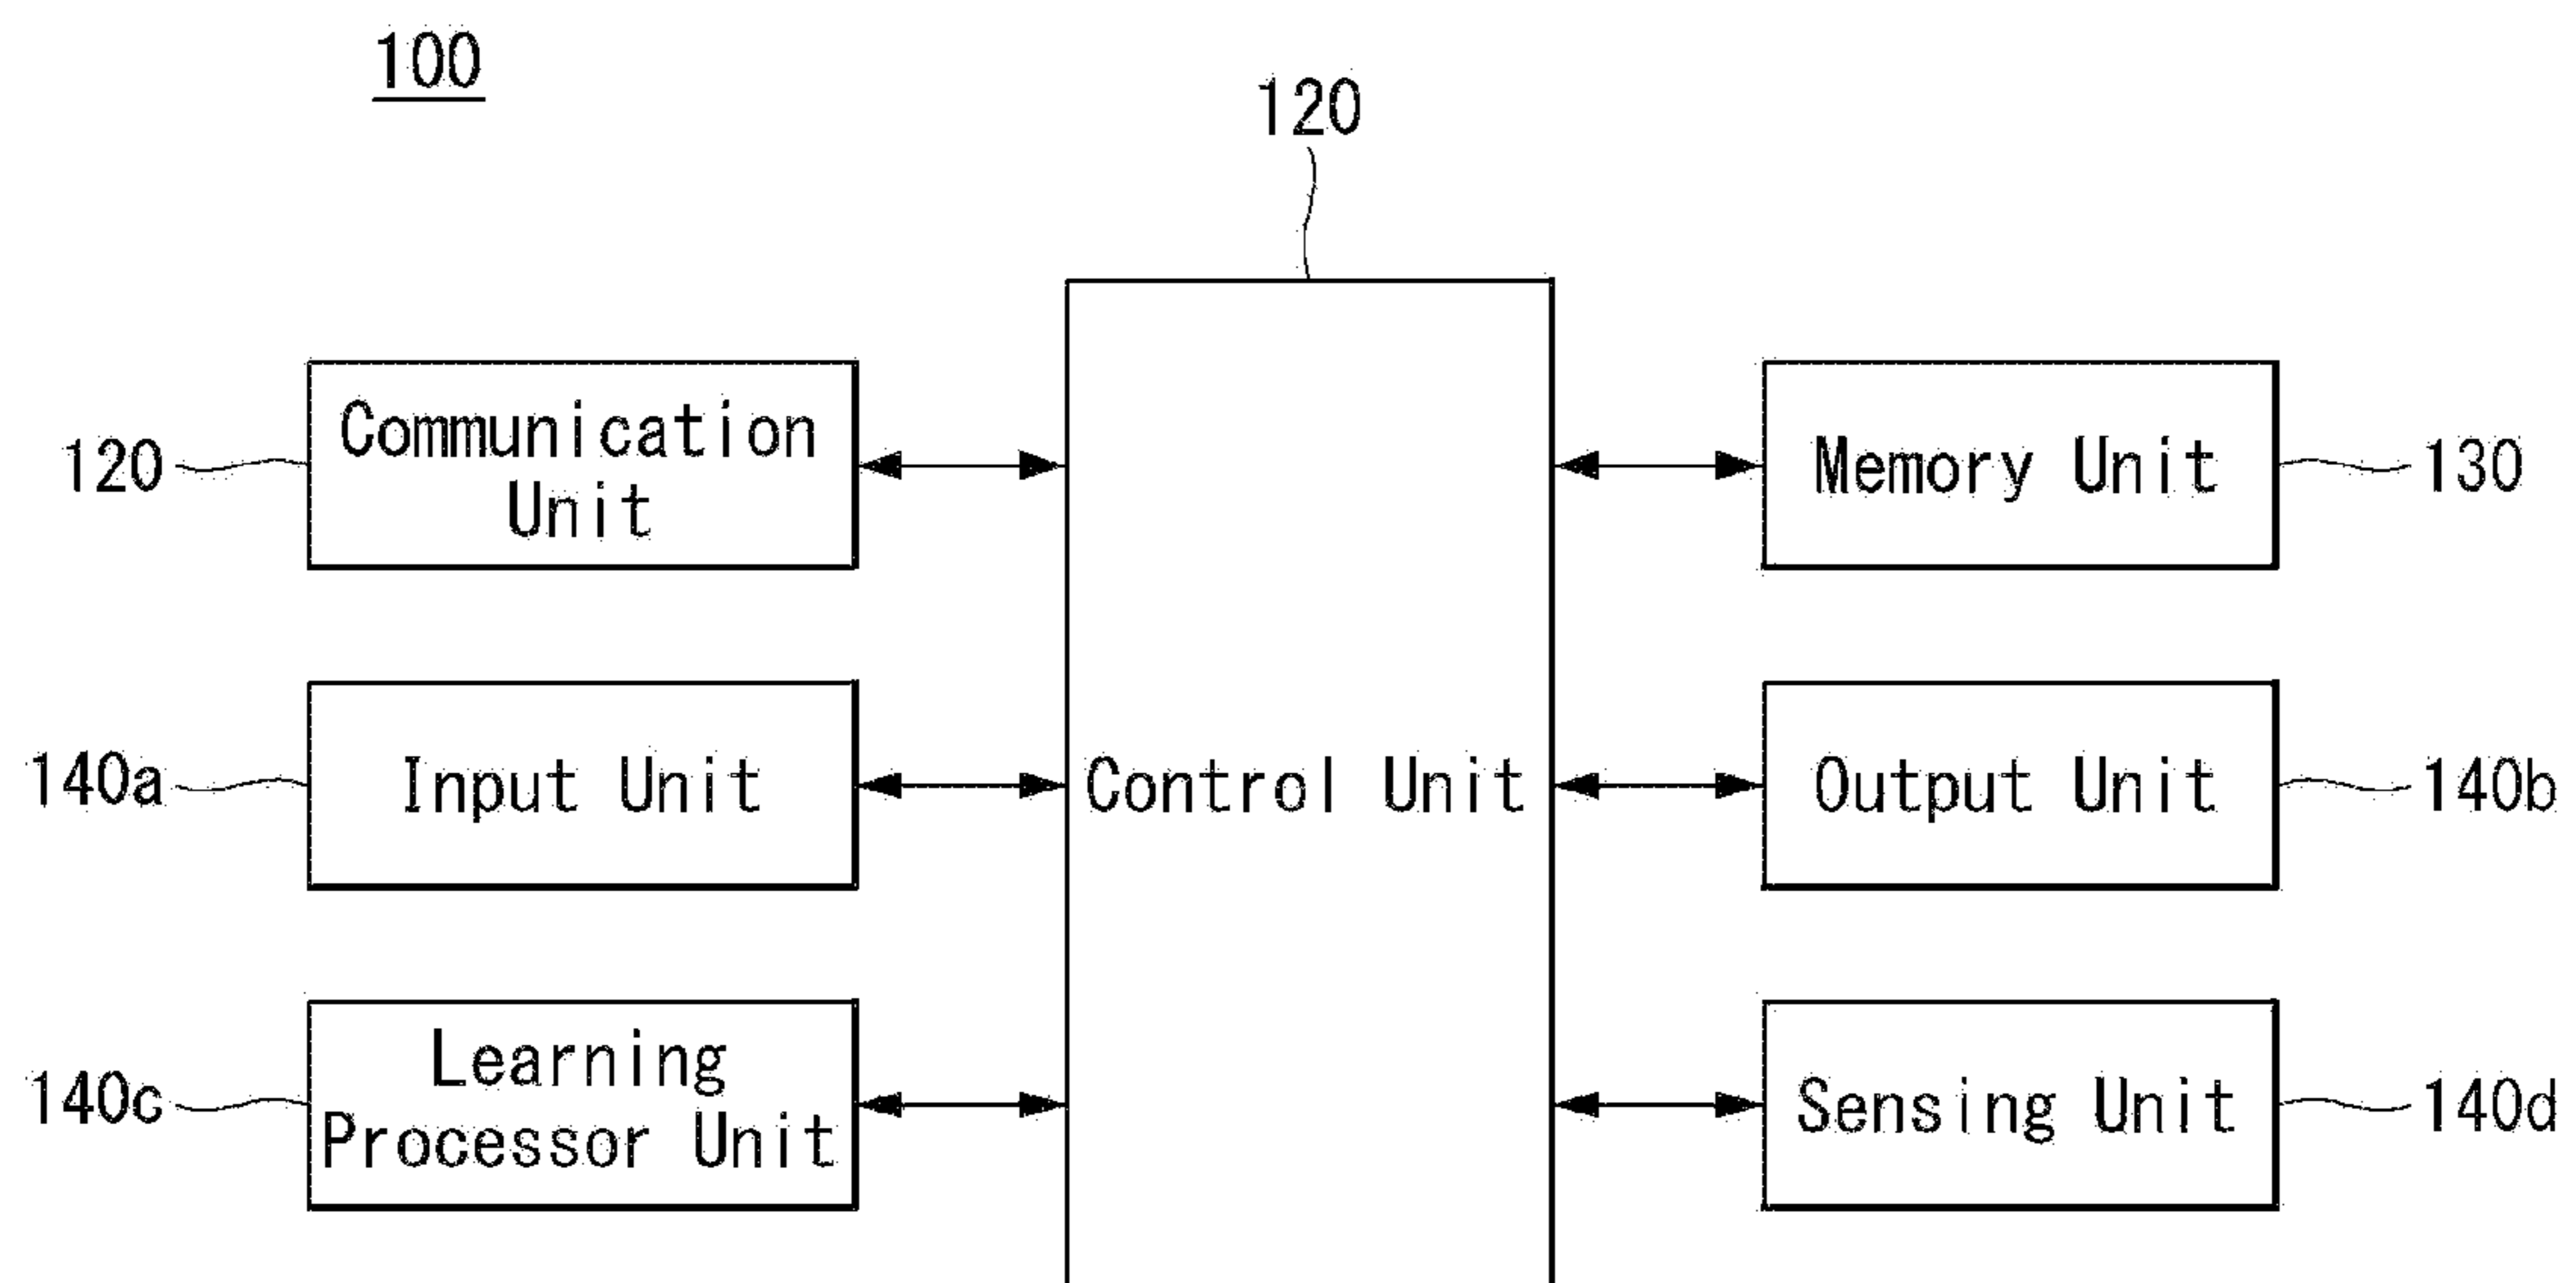 100
120
Communication
Unit
120
Memory Unit
130
140a
Input Unit
Control Unit
Output Unit
140b
140c
Learning
Processor Unit
Sensing Unit
140d